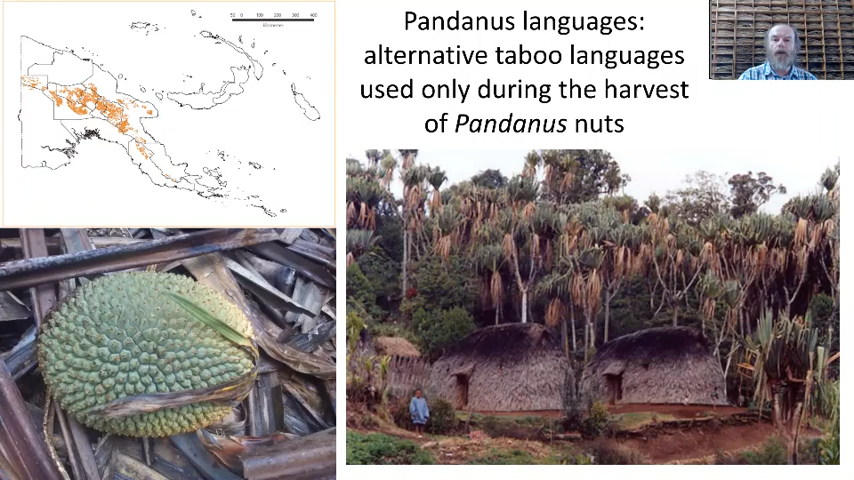 Pandanus languages:
alternative taboo languages
used only during the harvest
of Pandanus nuts